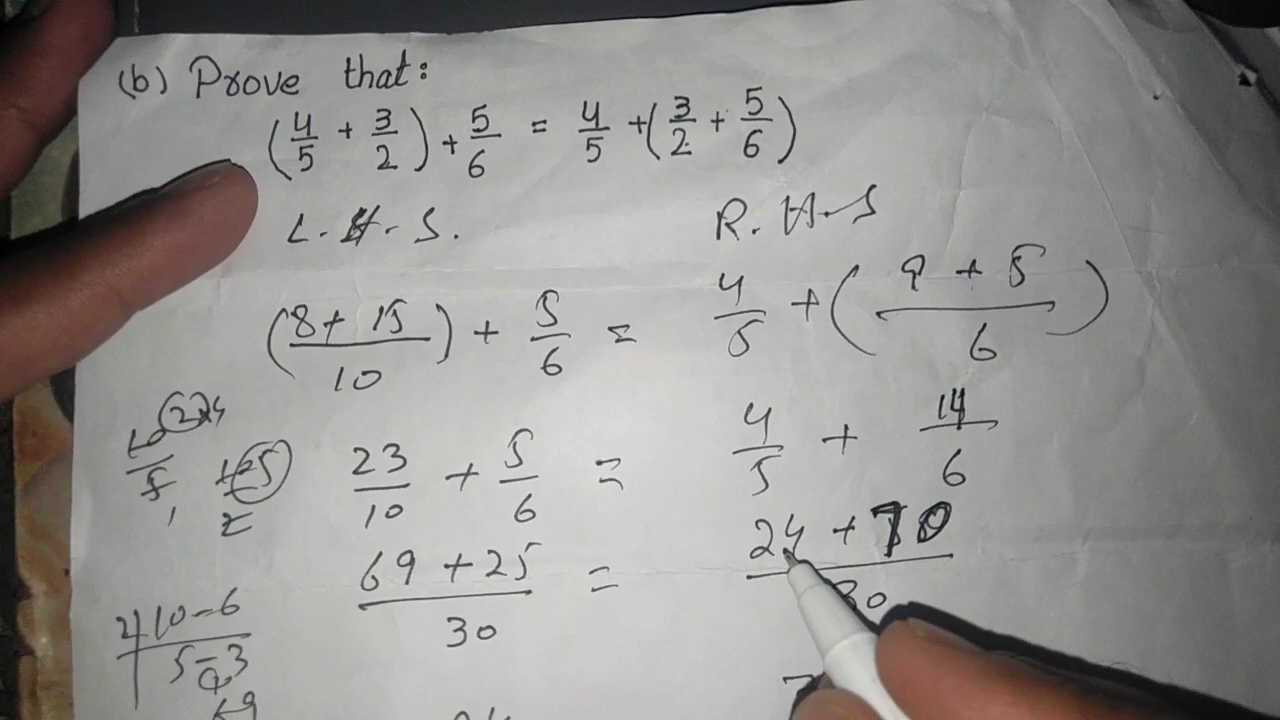 (b) Prove that:
(4/5 + 3/2) + 5/6 = 4/5 + (3/2 + 5/6)
L.H.S. R.H.S
(8 + 15/10) + 5/6 = 4/5 + (9 + 5/6)
23/10 + 5/6 = 4/5 + 14/6
69 + 25/30 = 24 + 70/30
2 10-6
5-3
69